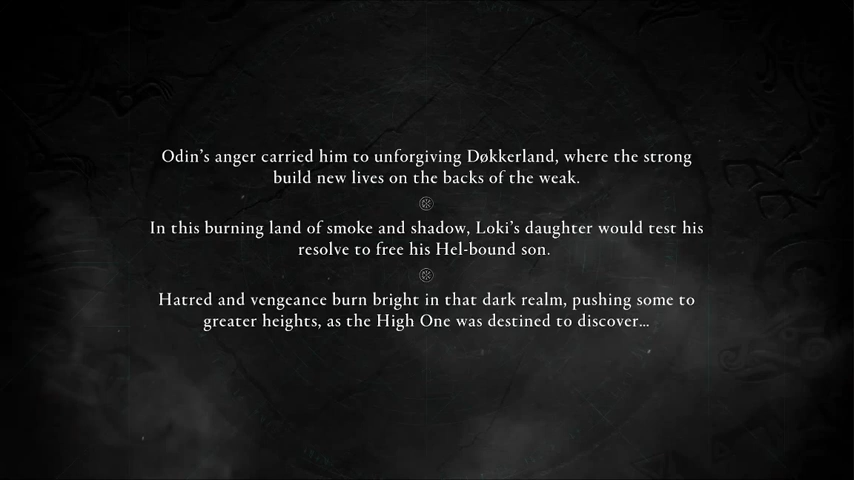 Odin's anger carried him to unforgiving Døkkerland, where the strong
build new lives on the backs of the weak.
In this burning land of smoke and shadow, Loki's daughter would test his
resolve to free his Hel-bound son.
Hatred and vengeance burn bright in that dark realm, pushing some to
greater heights, as the High One was destined to discover...